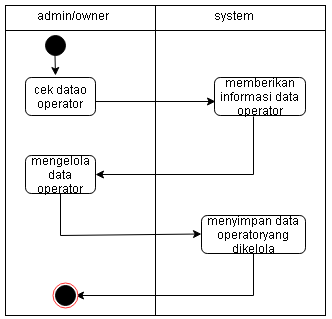 admin/owner
system
cek datao
operator
memberikan
informasi data
operator
mengelola
data
operator
menyimpan data
operatoryang
dikelola